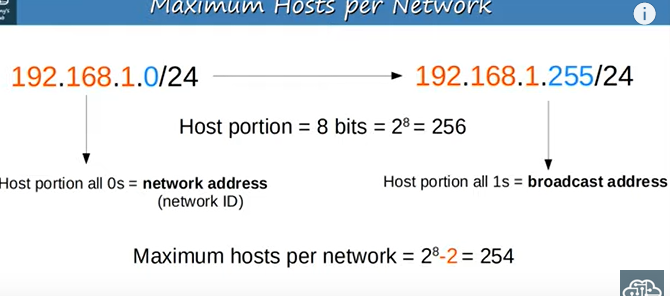 Maximum Hosts per Network
192.168.1.0/24 192.168.1.255/24
Host portion = 8 bits = 2⁸ = 256
Host portion all 0s = network address
(network ID)
Host portion all 1s = broadcast address
Maximum hosts per network = 2⁸-2 = 254